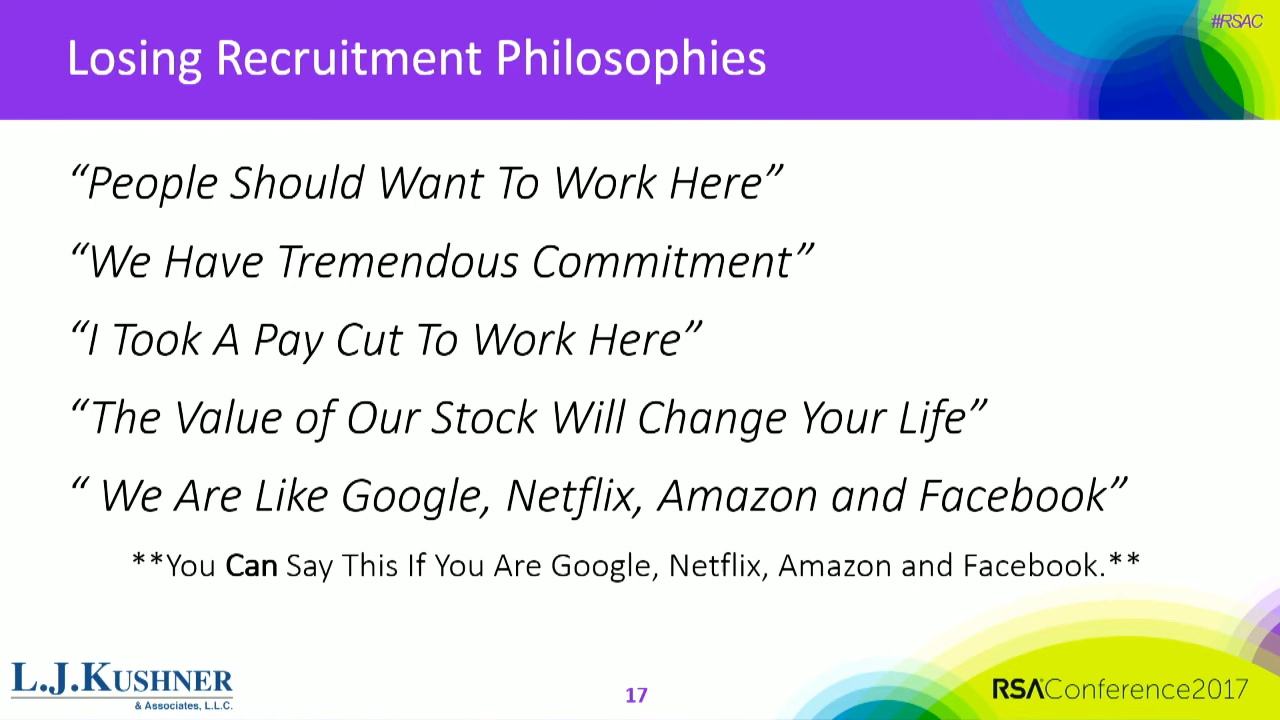 #RSAC
Losing Recruitment Philosophies
“People Should Want To Work Here”
“We Have Tremendous Commitment”
“I Took A Pay Cut To Work Here”
“The Value of Our Stock Will Change Your Life”
“ We Are Like Google, Netflix, Amazon and Facebook”
**You Can Say This If You Are Google, Netflix, Amazon and Facebook.**
L.J.KUSHNER
& Associates, L.L.C.
17
RSAConference2017